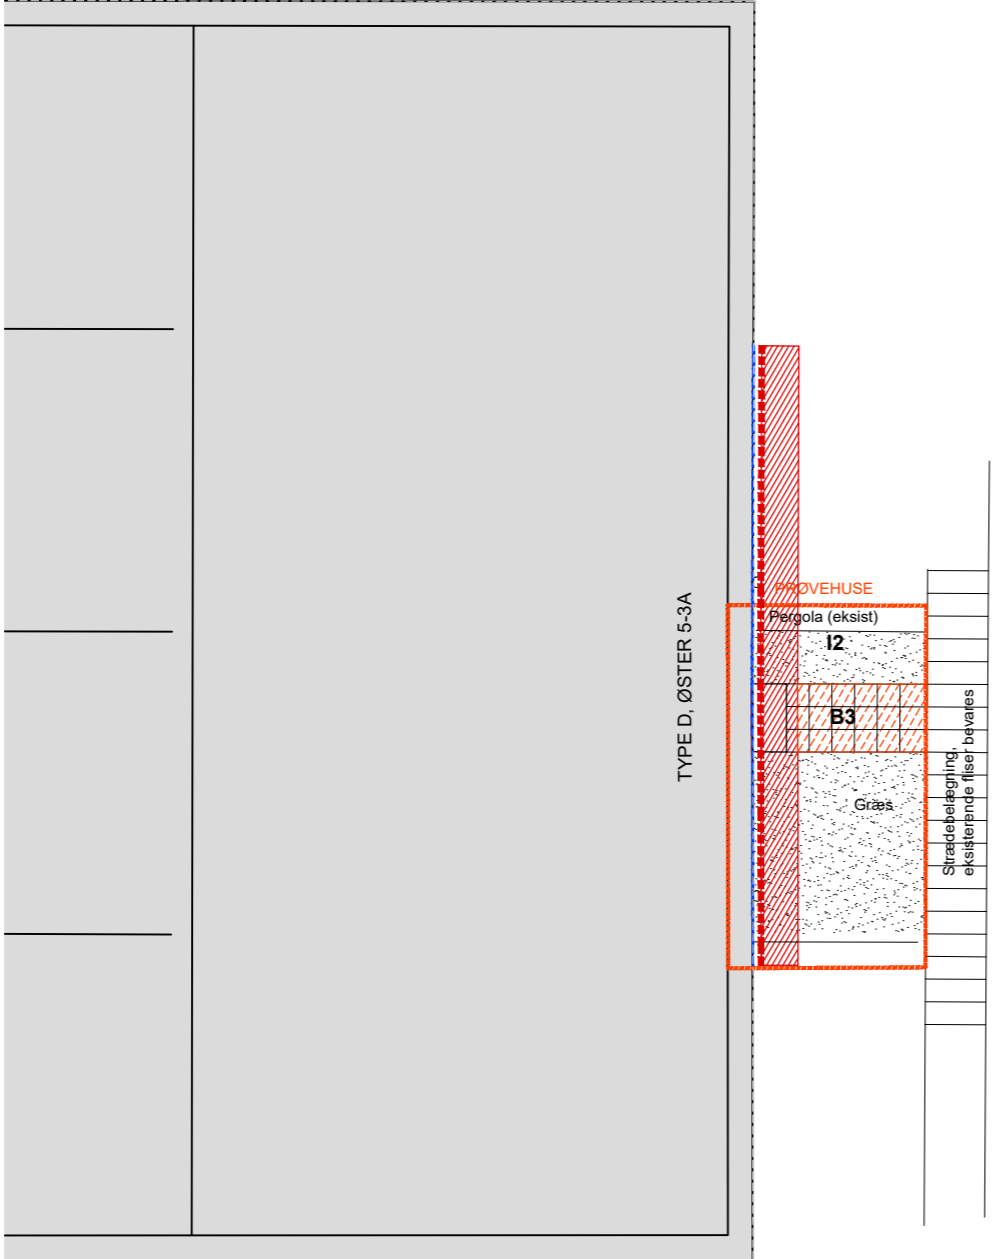 PRØVEHUSE
Pergola (eksist)
I2
B3
Græs
TYPE D, ØSTER 5-3A
Strædebelægning,
eksisterende fliser bevares